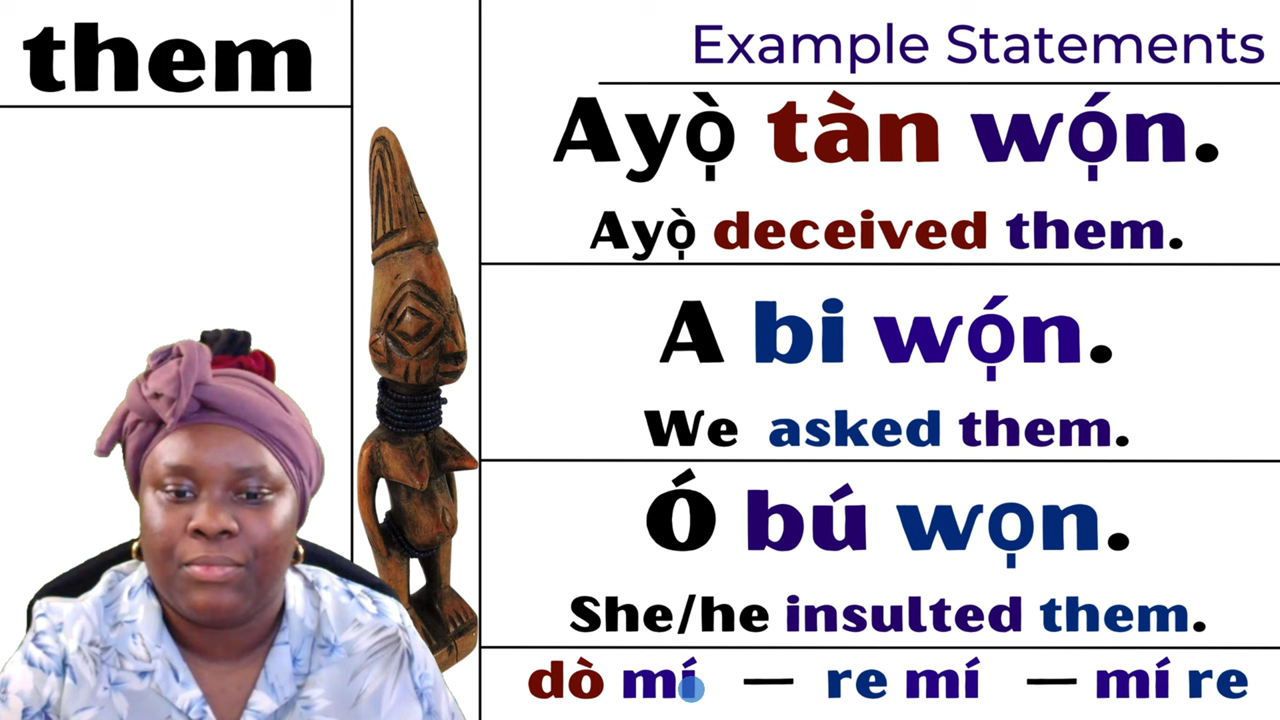 them
Example Statements
Ayọ̀ tàn wọ́n.
Ayọ̀ deceived them.
A bi wọ́n.
We asked them.
Ó bú wọn.
She/he insulted them.
dò mí — re mí — mí re